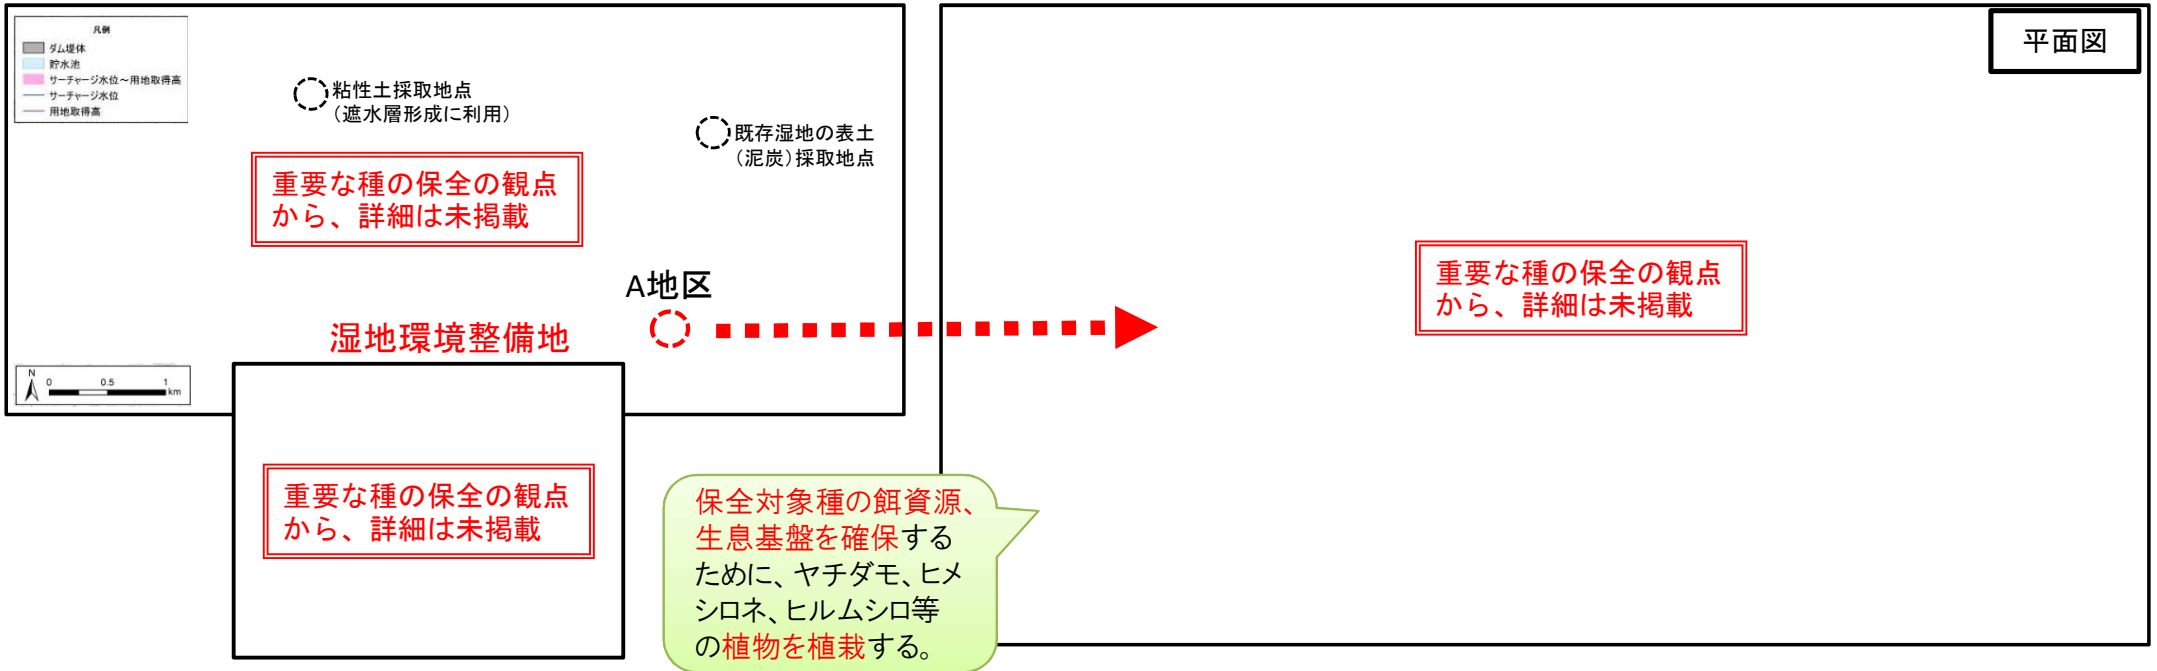 凡例
ダム堤体
貯水池
サーチャージ水位～用地取得高
サーチャージ水位
用地取得高
粘性土採取地点
（遮水層形成に利用）
既存湿地の表土
（泥炭）採取地点
重要な種の保全の観点
から、詳細は未掲載
A地区
湿地環境整備地
N
0 0.5 1
km
重要な種の保全の観点
から、詳細は未掲載
保全対象種の餌資源、
生息基盤を確保する
ために、ヤチダモ、ヒメ
シロネ、ヒルムシロ等
の植物を植栽する。
平面図
重要な種の保全の観点
から、詳細は未掲載